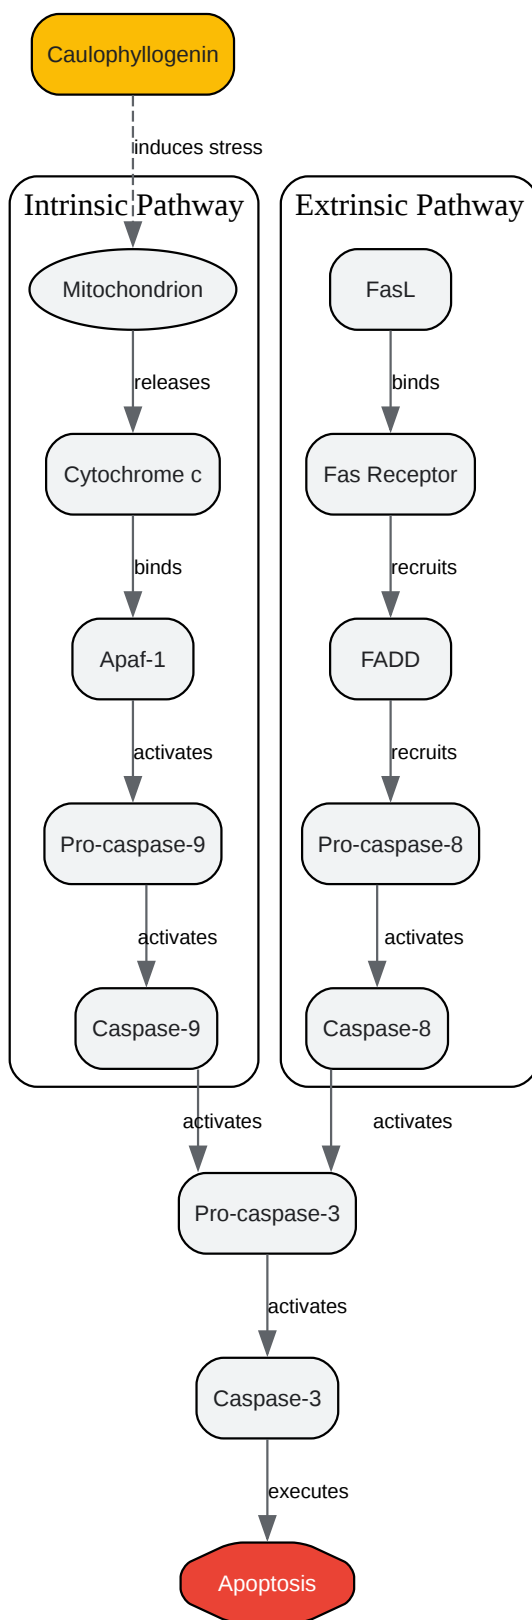 Caulophyllogenin
induces stress
Intrinsic Pathway
Mitochondrion
releases
Cytochrome c
binds
Apaf-1
activates
Pro-caspase-9
activates
Caspase-9
activates
Extrinsic Pathway
FasL
binds
Fas Receptor
recruits
FADD
recruits
Pro-caspase-8
activates
Caspase-8
activates
Pro-caspase-3
activates
Caspase-3
executes
Apoptosis